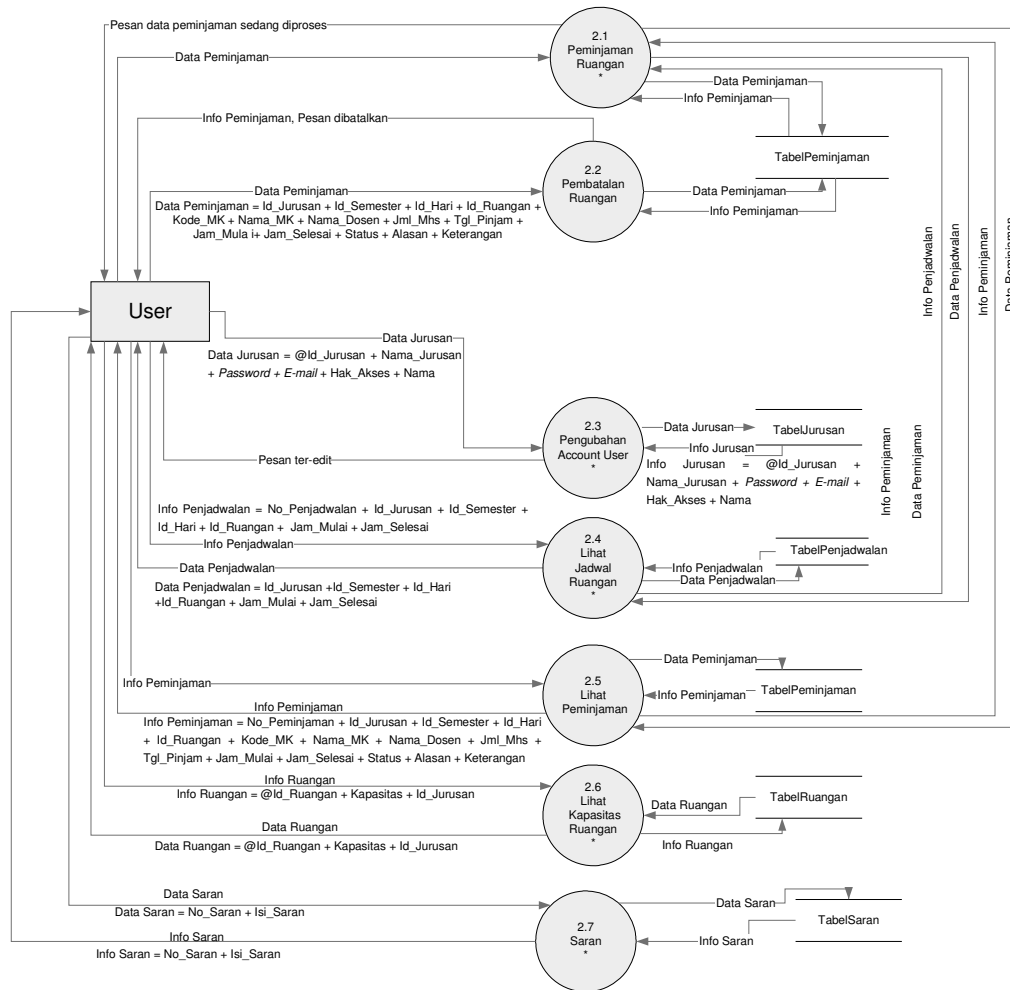 Pesan data peminjaman sedang diproses
Data Peminjaman
2.1
Peminjaman
Ruangan
*
Data Peminjaman
Info Peminjaman
Info Peminjaman, Pesan dibatalkan
TabelPeminjaman
2.2
Pembatalan
Ruangan
Data Peminjaman
Data Peminjaman = Id_Jurusan + Id_Semester + Id_Hari + Id_Ruangan +
Kode_MK + Nama_MK + Nama_Dosen + Jml_Mhs + Tgl_Pinjam +
Jam_Mula i+ Jam_Selesai + Status + Alasan + Keterangan
Data Peminjaman
Info Peminjaman
Info Penjadwalan
Data Penjadwalan
Info Peminjaman
Data Peminjaman
User
Data Jurusan
Data Jurusan = @Id_Jurusan + Nama_Jurusan
+ Password + E-mail + Hak_Akses + Nama
2.3
Pengubahan
Account User
*
Pesan ter-edit
Data Jurusan
TabelJurusan
Info Jurusan
Info Jurusan = @Id_Jurusan +
Nama_Jurusan + Password + E-mail +
Hak_Akses + Nama
Info Peminjaman
Data Peminjaman
Info Penjadwalan = No_Penjadwalan + Id_Jurusan + Id_Semester +
Id_Hari + Id_Ruangan + Jam_Mulai + Jam_Selesai
Info Penjadwalan
Data Penjadwalan
Data Penjadwalan = Id_Jurusan +Id_Semester + Id_Hari
+Id_Ruangan + Jam_Mulai + Jam_Selesai
2.4
Lihat
Jadwal
Ruangan
*
TabelPenjadwalan
Info Penjadwalan
Data Penjadwalan
Info Peminjaman
Info Peminjaman
Info Peminjaman = No_Peminjaman + Id_Jurusan + Id_Semester + Id_Hari
+ Id_Ruangan + Kode_MK + Nama_MK + Nama_Dosen + Jml_Mhs +
Tgl_Pinjam + Jam_Mulai + Jam_Selesai + Status + Alasan + Keterangan
2.5
Lihat
Peminjaman
*
Data Peminjaman
Info Peminjaman
TabelPeminjaman
Info Ruangan
Info Ruangan = @Id_Ruangan + Kapasitas + Id_Jurusan
Data Ruangan
Data Ruangan = @Id_Ruangan + Kapasitas + Id_Jurusan
2.6
Lihat
Kapasitas
Ruangan
*
Data Ruangan
TabelRuangan
Info Ruangan
Data Saran
Data Saran = No_Saran + Isi_Saran
Info Saran
Info Saran = No_Saran + Isi_Saran
2.7
Saran
*
Data Saran
TabelSaran
Info Saran